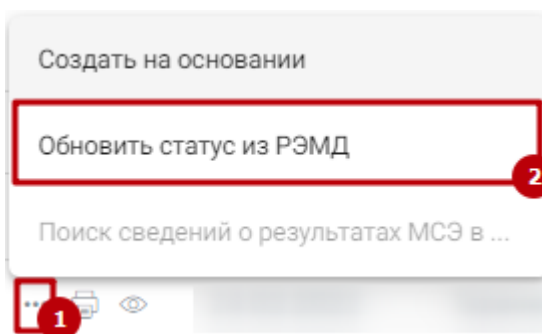 Создать на основании
Обновить статус из РЭМД
2
Поиск сведений о результатах МСЭ в ...
... 1